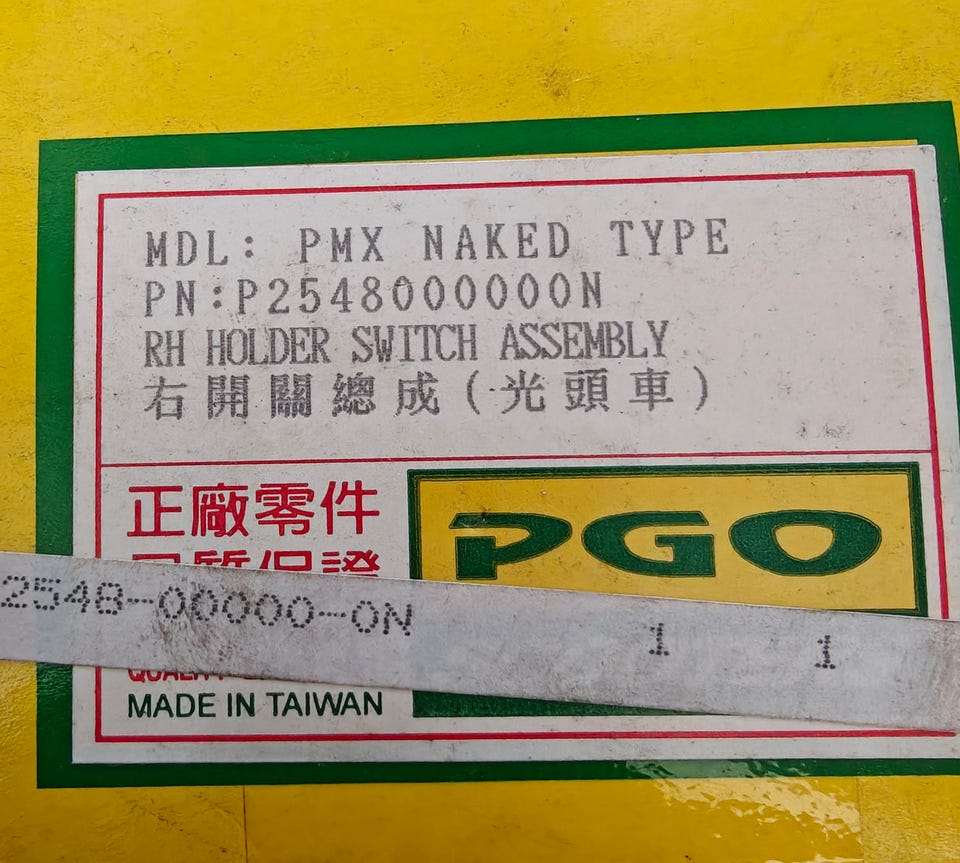 MDL: PMX NAKED TYPE
PN:P2548000000N
RH HOLDER SWITCH ASSEMBLY
右開關總成(光頭車)
正廠零件
PGO
2548-00000-0N 1 1
MADE IN TAIWAN